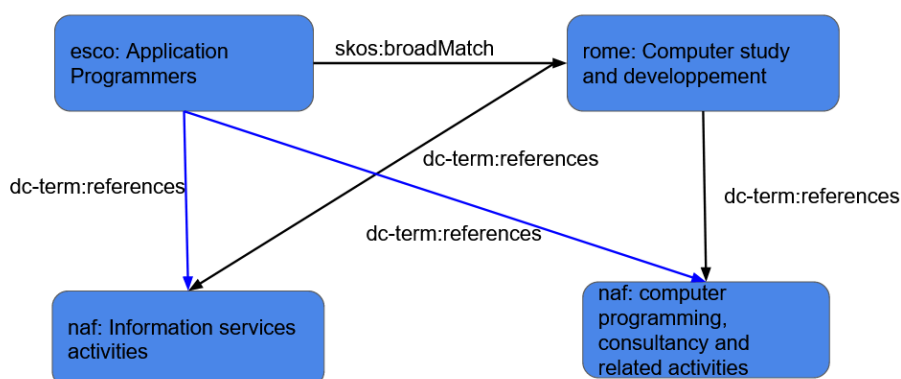 esco: Application
Programmers
skos:broadMatch
rome: Computer study
and developpement
dc-term:references
dc-term:references
dc-term:references
dc-term:references
naf: Information services
activities
naf: computer
programming,
consultancy and
related activities